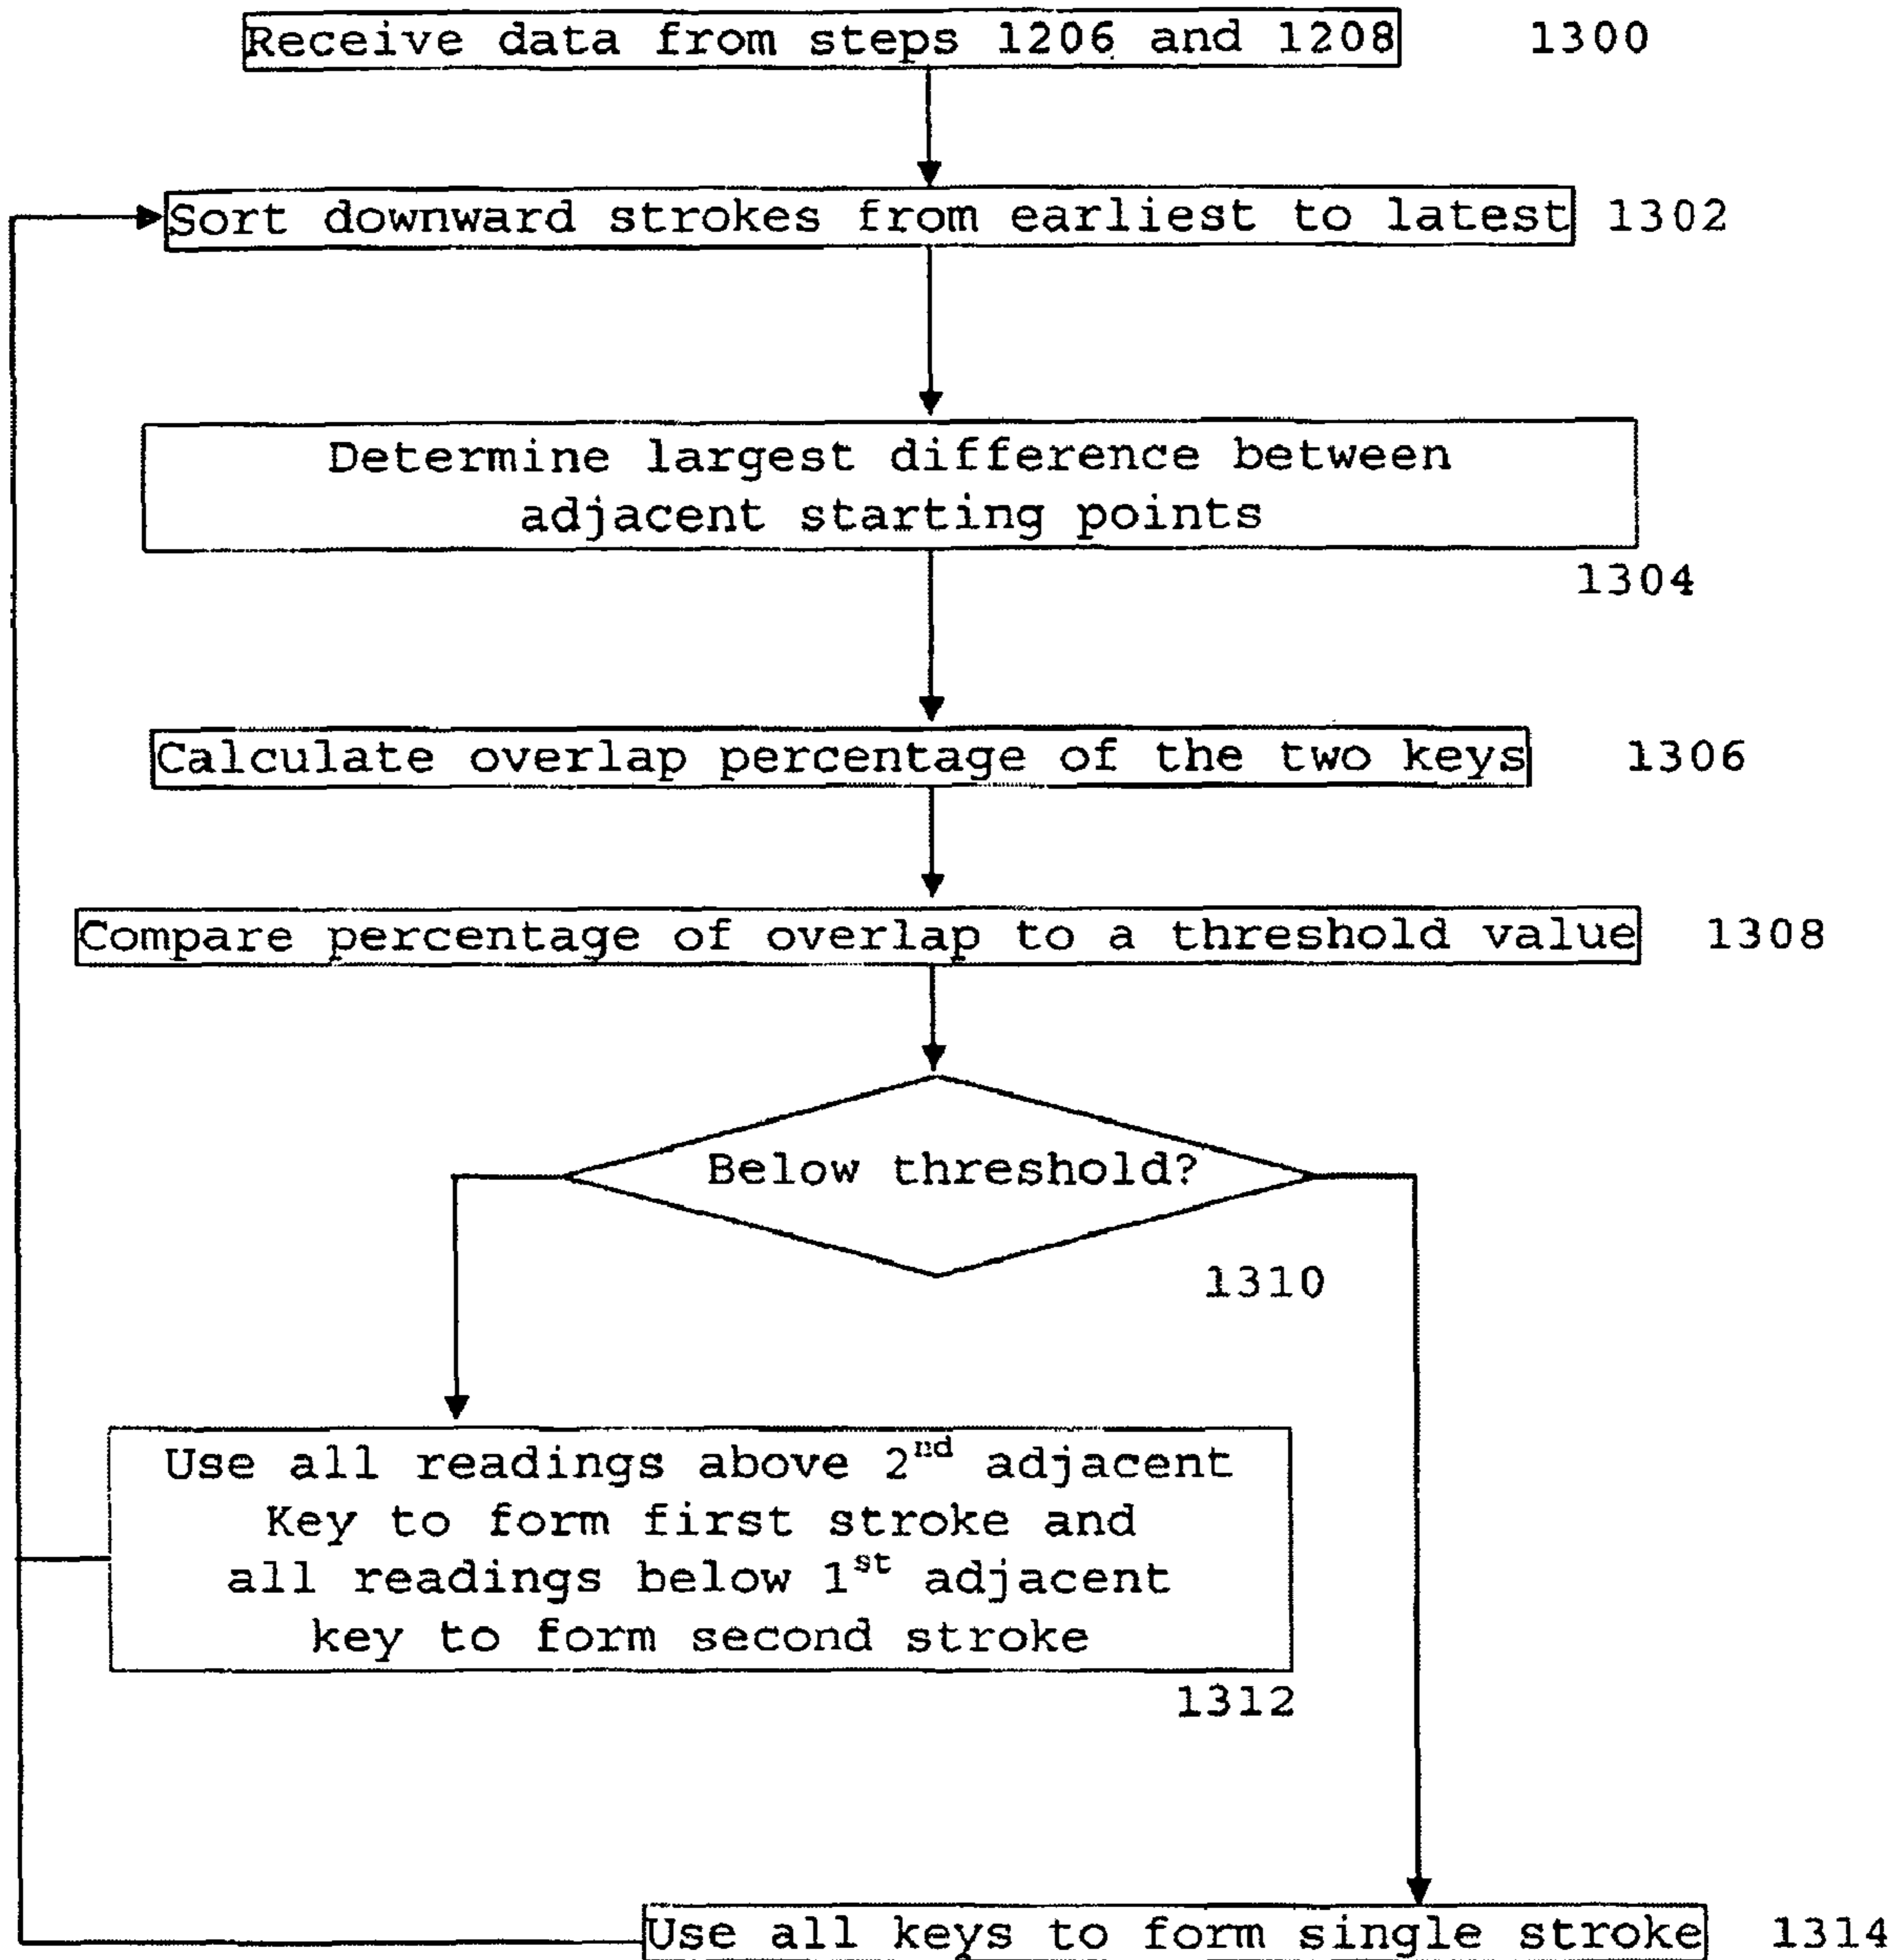 Receive data from steps 1206 and 1208 1300
Sort downward strokes from earliest to latest 1302
Determine largest difference between
adjacent starting points
1304
Calculate overlap percentage of the two keys 1306
Compare percentage of overlap to a threshold value 1308
Below threshold?
1310
Use all readings above 2nd adjacent
Key to form first stroke and
all readings below 1st adjacent
key to form second stroke
1312
Use all keys to form single stroke 1314